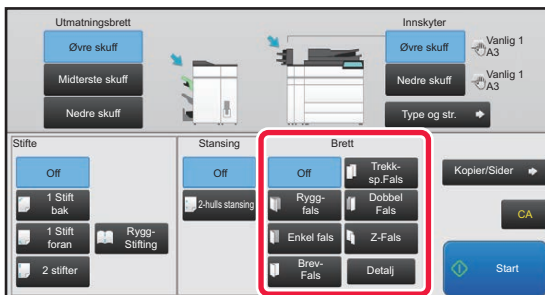 Utmatningsbrett
Øvre skuff
Midterste skuff
Nedre skuff
Innskyter
Øvre skuff
Vanlig 1
A3
Nedre skuff
Vanlig 1
A3
Type og str.
Stifte
Off
1 Stift
bak
1 Stift
foran
Rygg-
Stifting
2 stifter
Stansing
Off
2-hulls stansing
Brett
Off
Trekk-
sp.Fals
Rygg-
fals
Dobbel
Fals
Enkel fals
Z-Fals
Brev-
Fals
Detalj
Kopier/Sider
CA
Start